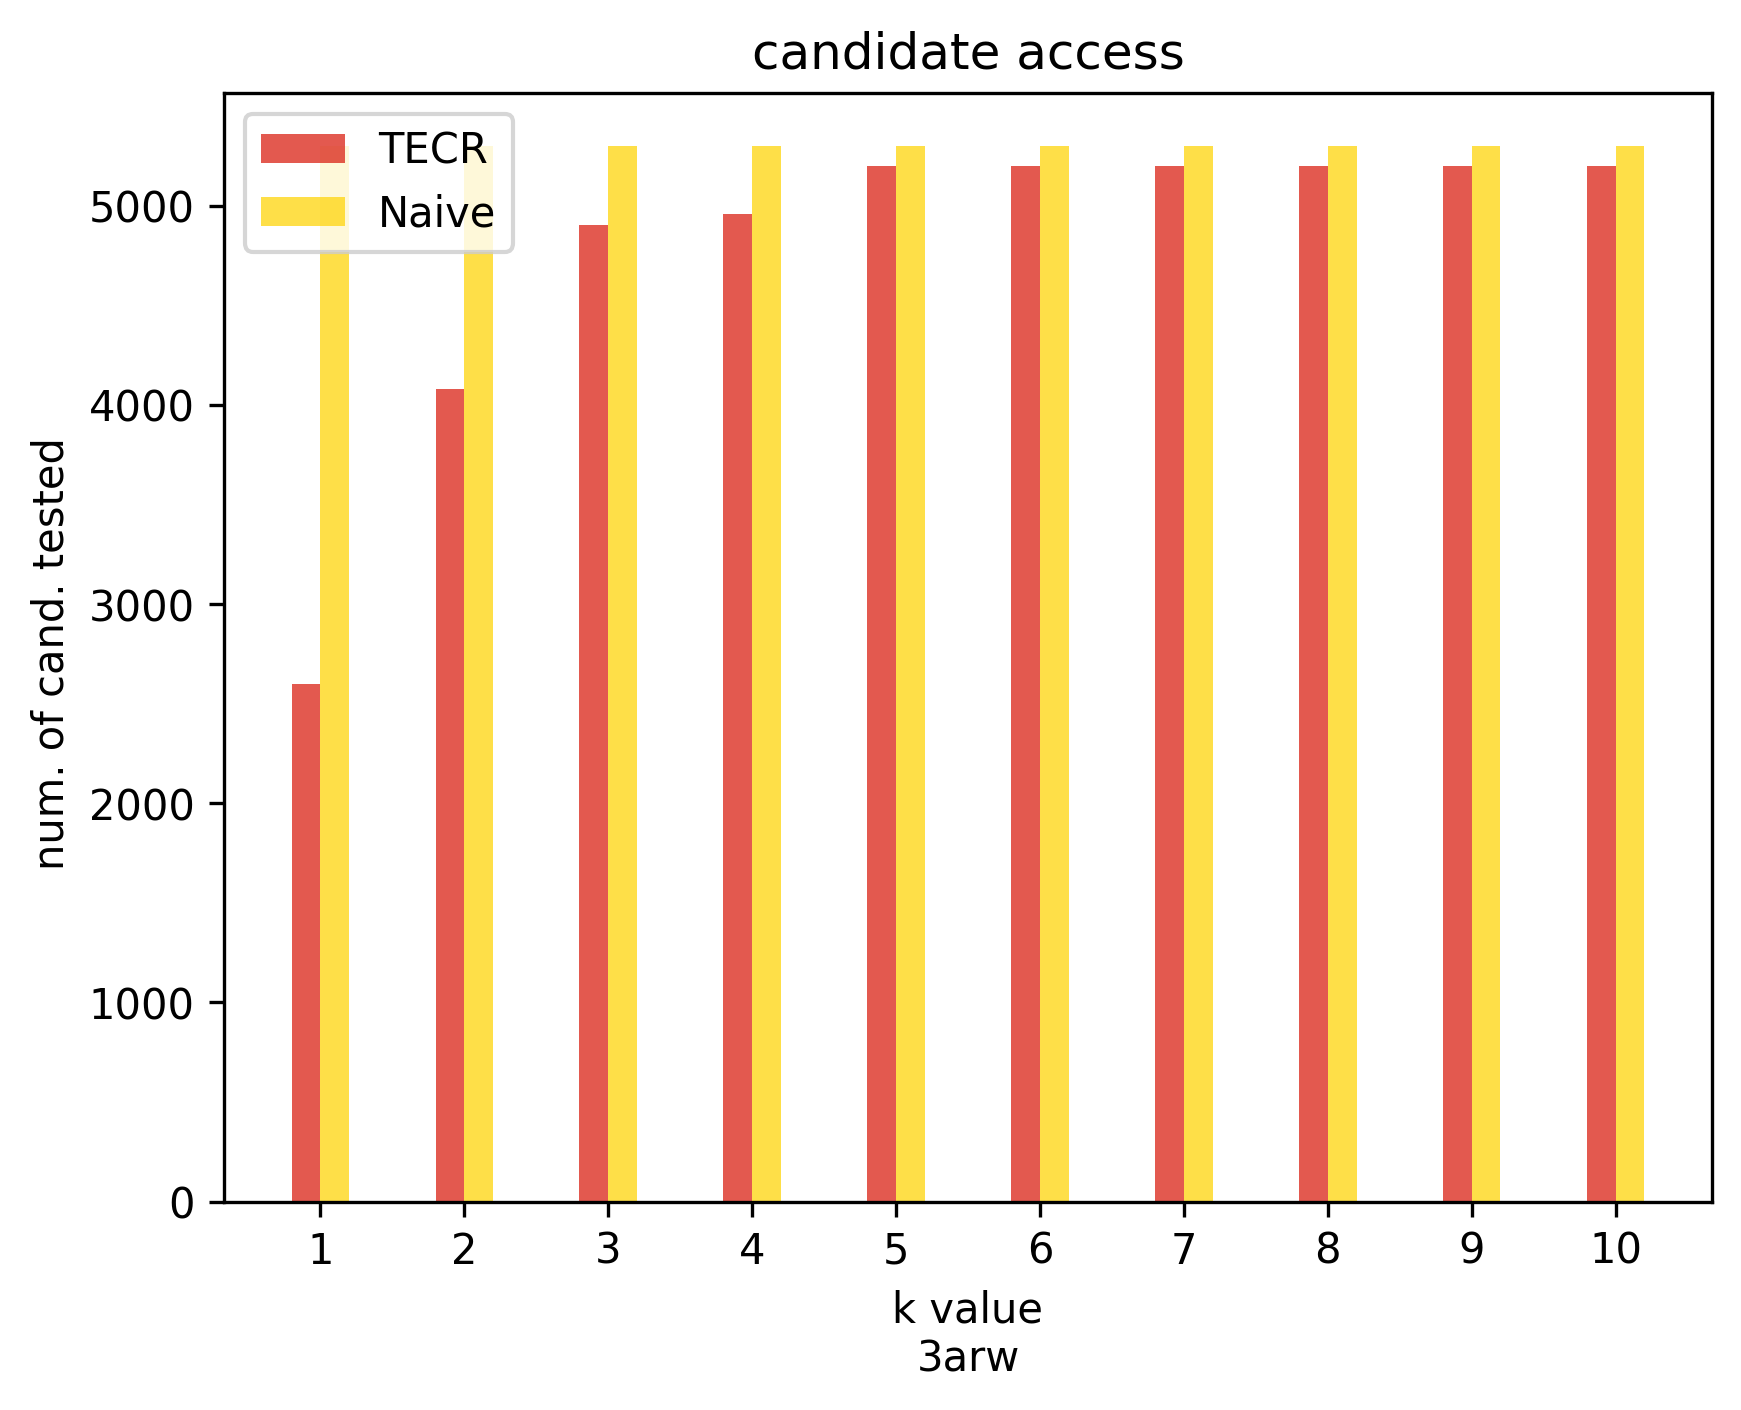 candidate access
TECR
Naive
5000
4000
3000
2000
1000
0
num. of cand. tested
1 2 3 4 5 6 7 8 9 10
k value
3arw